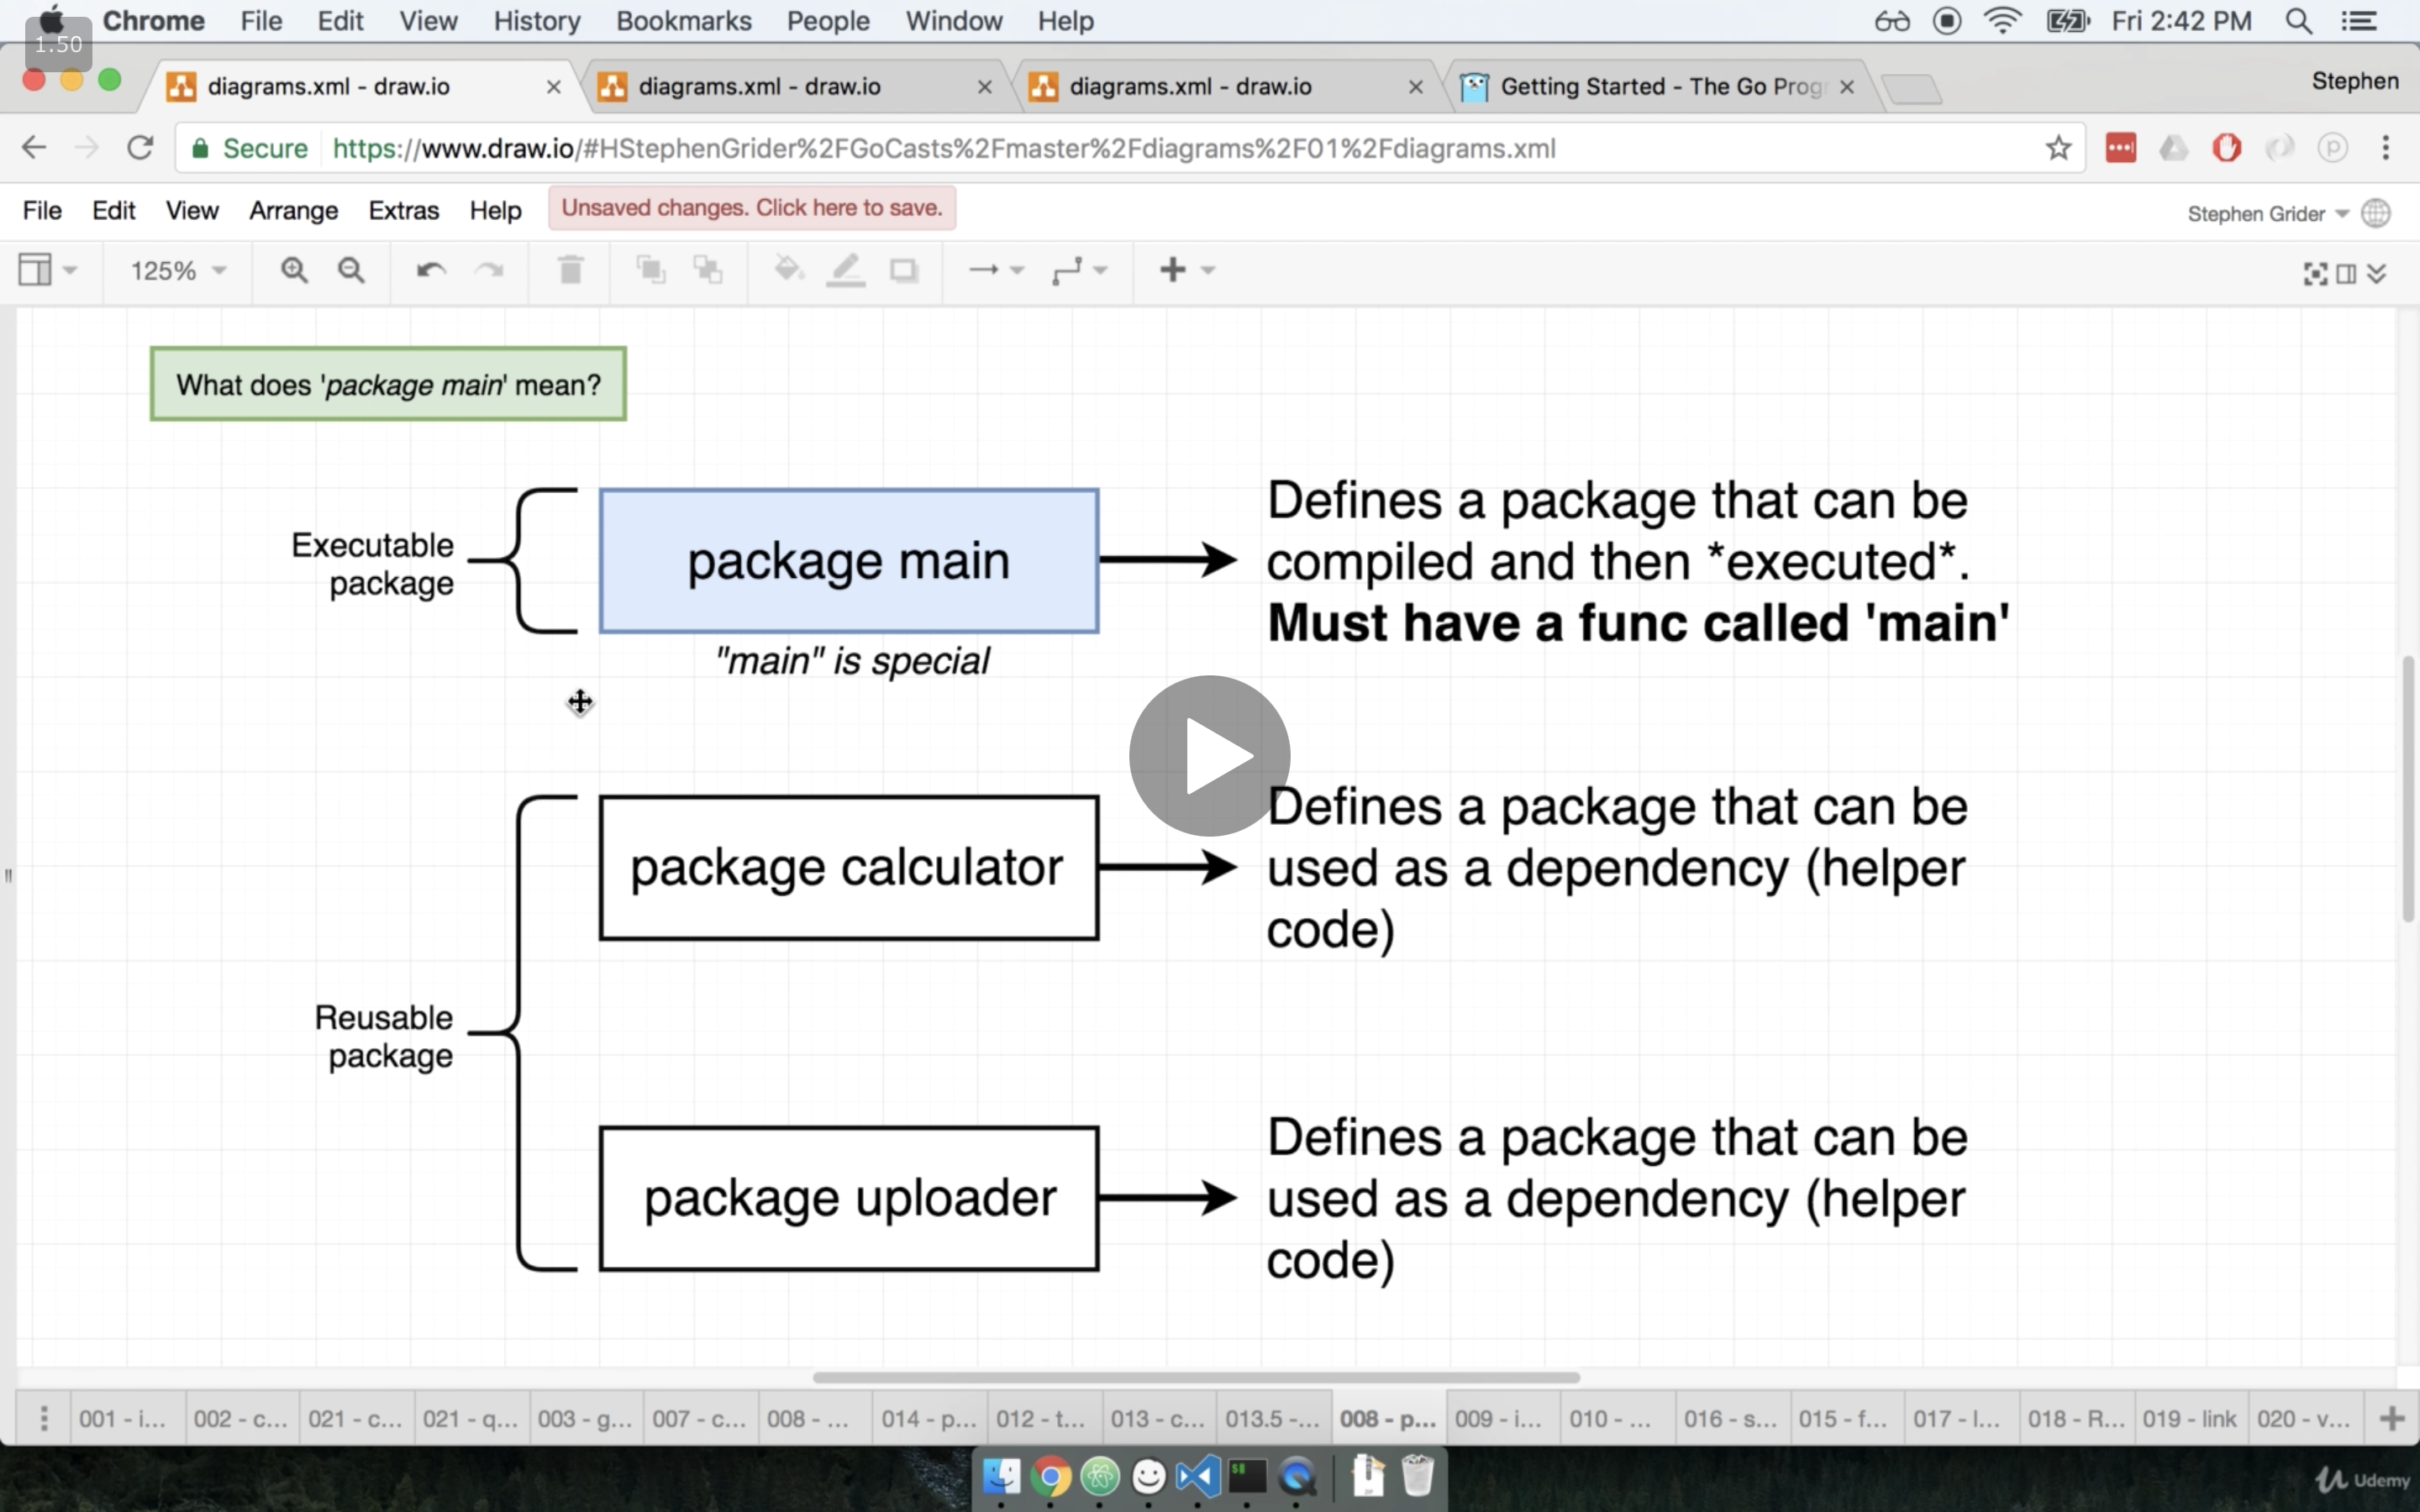 Chrome File Edit View History Bookmarks People Window Help Fri 2:42 PM
1.50
diagrams.xml - draw.io diagrams.xml - draw.io diagrams.xml - draw.io Getting Started - The Go Progr Stephen
Secure https://www.draw.io/#HStephenGrider%2FGoCasts%2Fmaster%2Fdiagrams%2F01%2Fdiagrams.xml
File Edit View Arrange Extras Help Unsaved changes. Click here to save. Stephen Grider
125%
What does 'package main' mean?
Executable
package
package main
"main" is special
Defines a package that can be
compiled and then *executed*.
Must have a func called 'main'
Reusable
package
package calculator
Defines a package that can be
used as a dependency (helper
code)
package uploader
Defines a package that can be
used as a dependency (helper
code)
001 - i... 002 - c... 021 - c... 021 - q... 003 - g... 007 - c... 008 - ... 014 - p... 012 - t... 013 - c... 013.5 -... 008 - p... 009 - i... 010 - ... 016 - s... 015 - f... 017 - l... 018 - R... 019 - link 020 - v...
Udemy